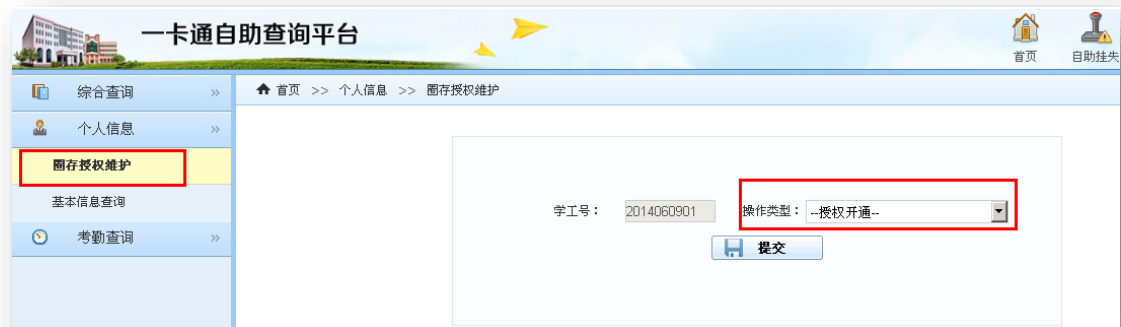 一卡通自助查询平台
首页
自助挂失
综合查询 »
首页 >> 个人信息 >> 圈存授权维护
个人信息 »
圈存授权维护
基本信息查询
考勤查询 »
学工号： 2014060901 操作类型： --授权开通--
提交